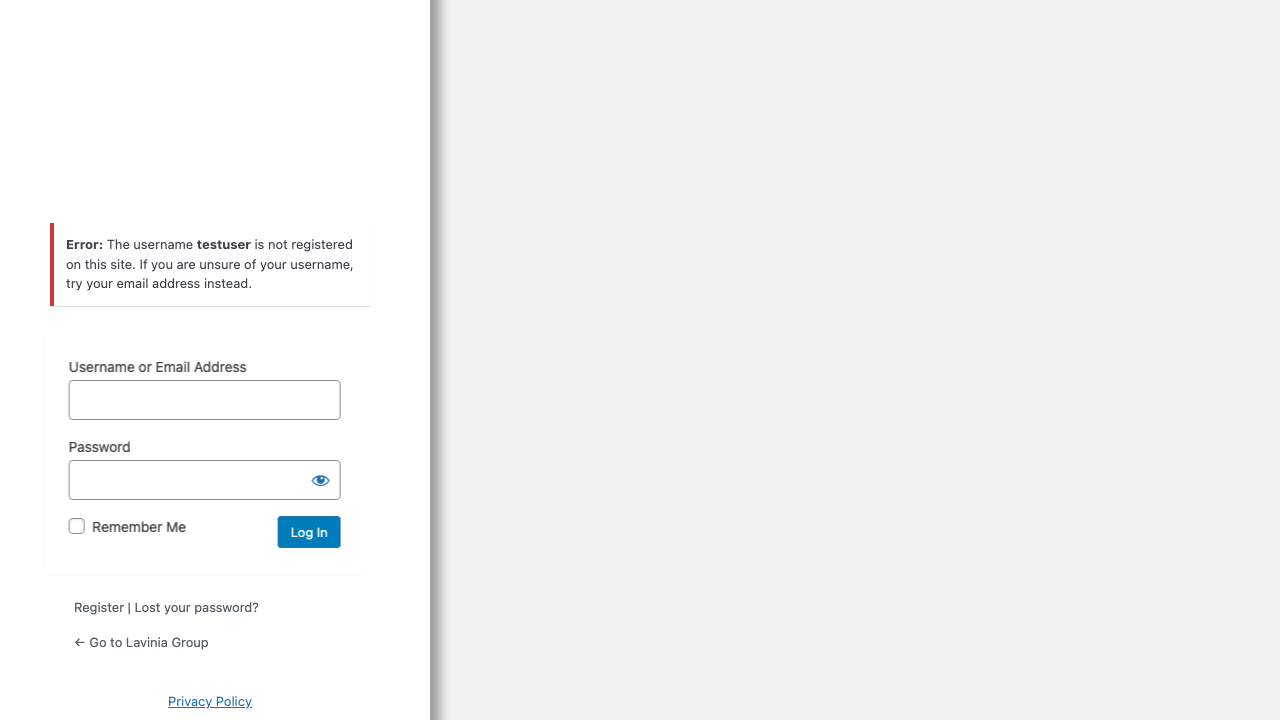 Error: The username testuser is not registered
on this site. If you are unsure of your username,
try your email address instead.
Username or Email Address
Password
Remember Me
Log In
Register | Lost your password?
← Go to Lavinia Group
Privacy Policy